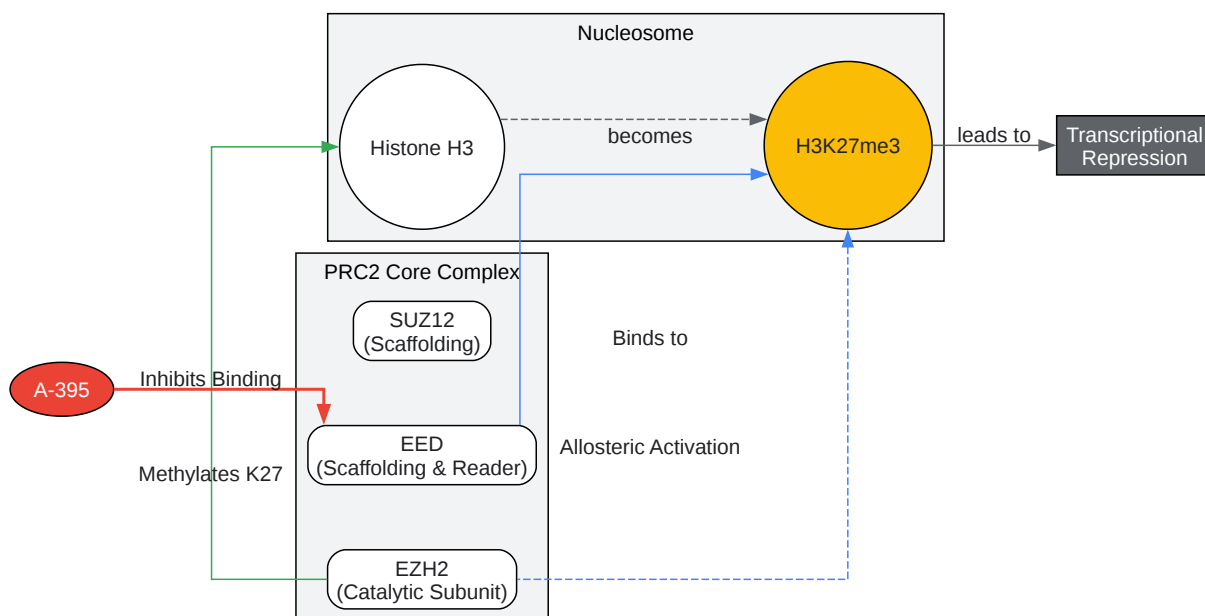 Nucleosome
Histone H3
becomes
H3K27me3
leads to
Transcriptional
Repression
PRC2 Core Complex
SUZ12
(Scaffolding)
Binds to
A-395
Inhibits Binding
EED
(Scaffolding & Reader)
Allosteric Activation
Methylates K27
EZH2
(Catalytic Subunit)